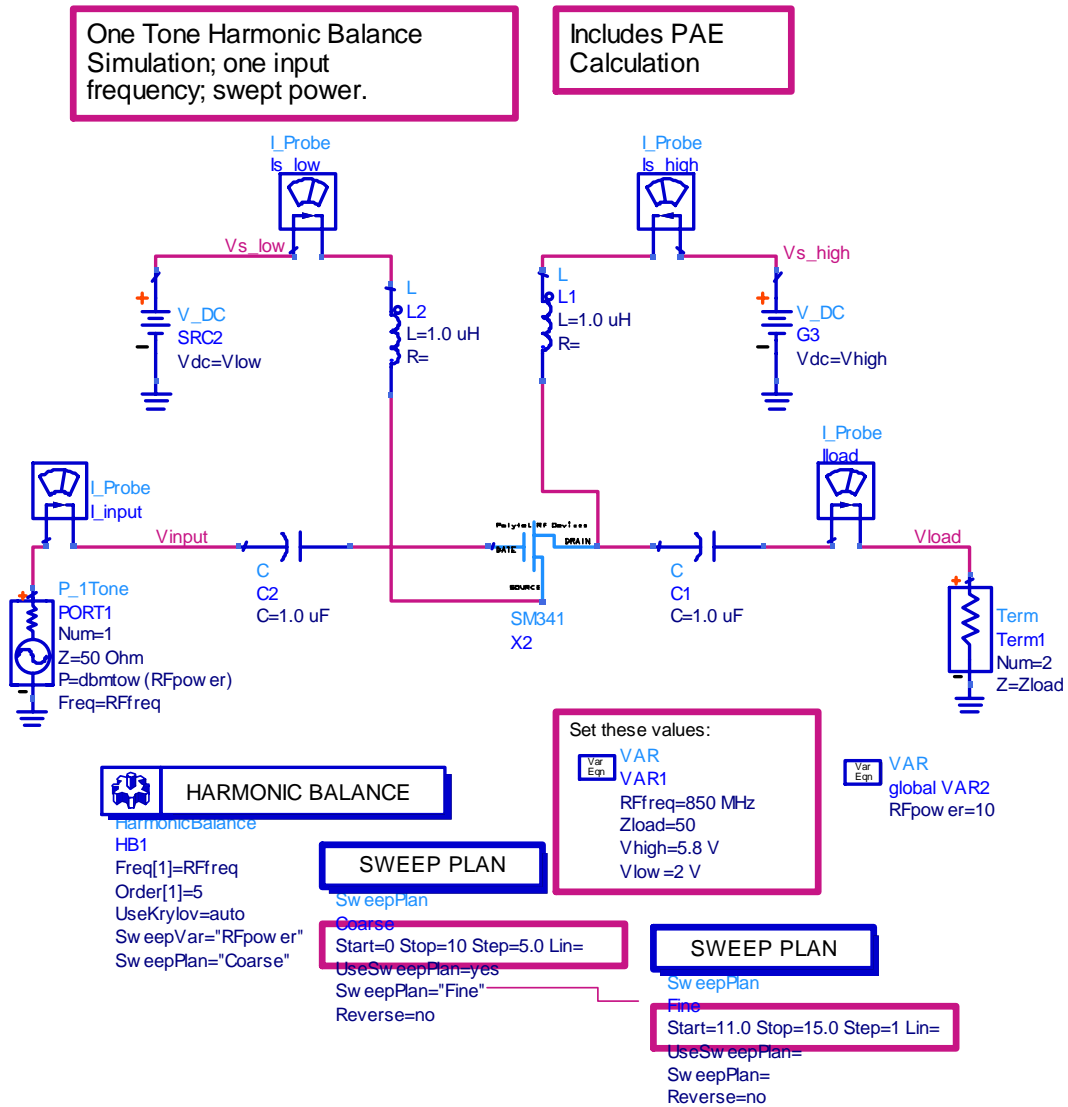 One Tone Harmonic Balance
Simulation; one input
frequency; swept power.
Includes PAE
Calculation
I_Probe
Is_low
I_Probe
Is_high
Vs_low
Vs_high
V_DC
SRC2
Vdc=Vlow
L
L2
L=1.0 uH
R=
L
L1
L=1.0 uH
R=
V_DC
G3
Vdc=Vhigh
I_Probe
I_input
I_Probe
Iload
Vinput
Vload
Polyfet RF Devices
GATE
DRAIN
SOURCE
SM341
X2
C
C2
C=1.0 uF
C
C1
C=1.0 uF
P_1Tone
PORT1
Num=1
Z=50 Ohm
P=dbmtow(RFpower)
Freq=RFfreq
Term
Term1
Num=2
Z=Zload
Set these values:
Var
Eqn
VAR
VAR1
RFfreq=850 MHz
Zload=50
Vhigh=5.8 V
Vlow=2 V
Var
Eqn
VAR
global VAR2
RFpower=10
HARMONIC BALANCE
HarmonicBalance
HB1
Freq[1]=RFfreq
Order[1]=5
UseKrylov=auto
SweepVar="RFpower"
SweepPlan="Coarse"
SWEEP PLAN
SweepPlan
Coarse
Start=0 Stop=10 Step=5.0 Lin=
UseSweepPlan=yes
SweepPlan="Fine"
Reverse=no
SWEEP PLAN
SweepPlan
Fine
Start=11.0 Stop=15.0 Step=1 Lin=
UseSweepPlan=
SweepPlan=
Reverse=no